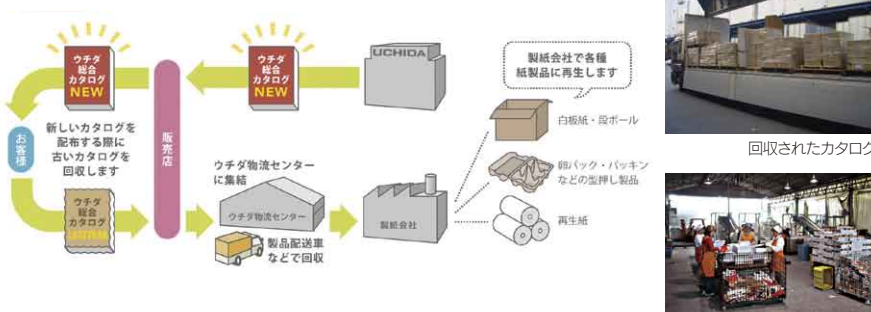 ウチダ
総合
カタログ
NEW
ウチダ
総合
カタログ
NEW
UCHIDA
製紙会社で各種
紙製品に再生します
お客様
新しいカタログを
配布する際に
古いカタログを
回収します
販売店
白板紙・段ボール
ウチダ物流センター
に集結
卵パック・パッキン
などの型押し製品
ウチダ
総合
カタログ
ウチダ物流センター
製紙会社
再生紙
製品配送車
などで回収
回収されたカタログ